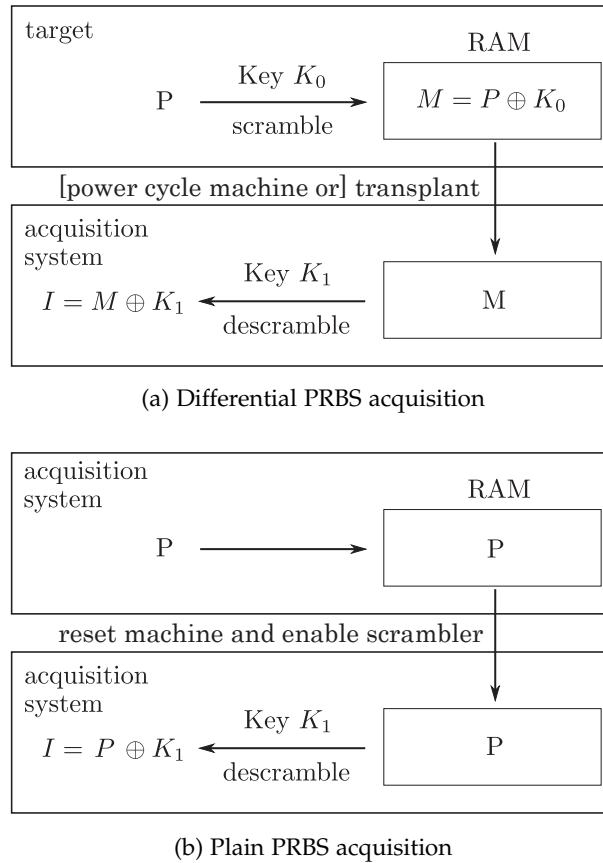 target
RAM
Key K₀
P
M = P ⊕ K₀
scramble
[power cycle machine or] transplant
acquisition
system
Key K₁
I = M ⊕ K₁
M
descramble
(a) Differential PRBS acquisition
acquisition
system
RAM
P
P
reset machine and enable scrambler
acquisition
system
Key K₁
I = P ⊕ K₁
P
descramble
(b) Plain PRBS acquisition